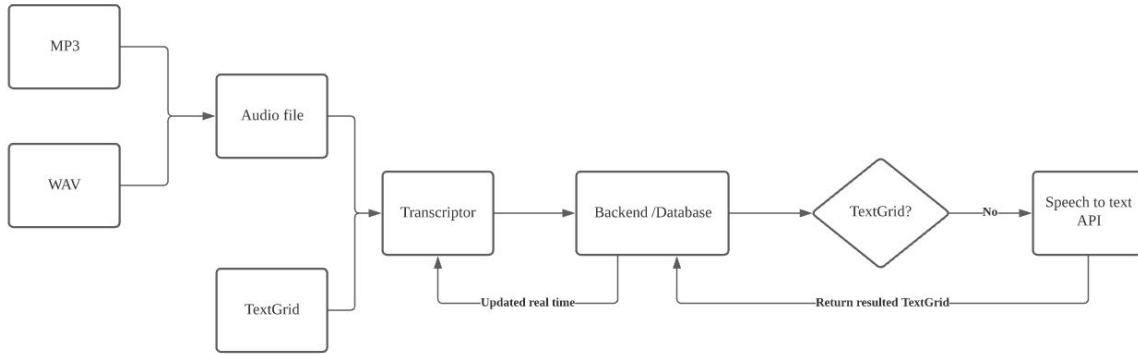 MP3
WAV
Audio file
TextGrid
Transcriptor
Backend /Database
TextGrid?
No
Speech to text
API
Updated real time
Return resulted TextGrid